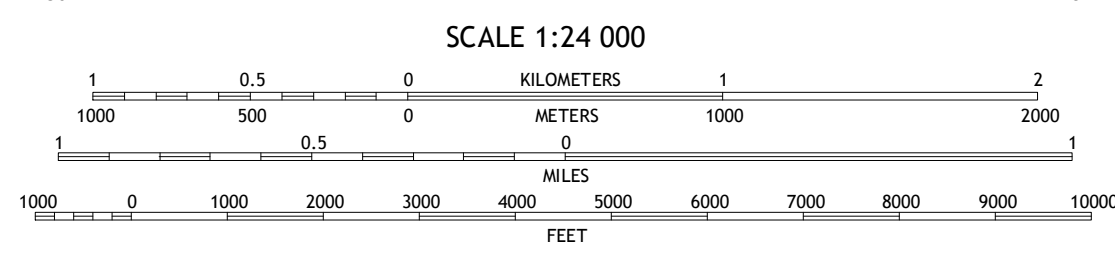 SCALE 1:24 000
1 0.5 0 KILOMETERS 1 2
1000 500 0 METERS 1000 2000
1 0.5 0 1
MILES
1000 0 1000 2000 3000 4000 5000 6000 7000 8000 9000 10000
FEET